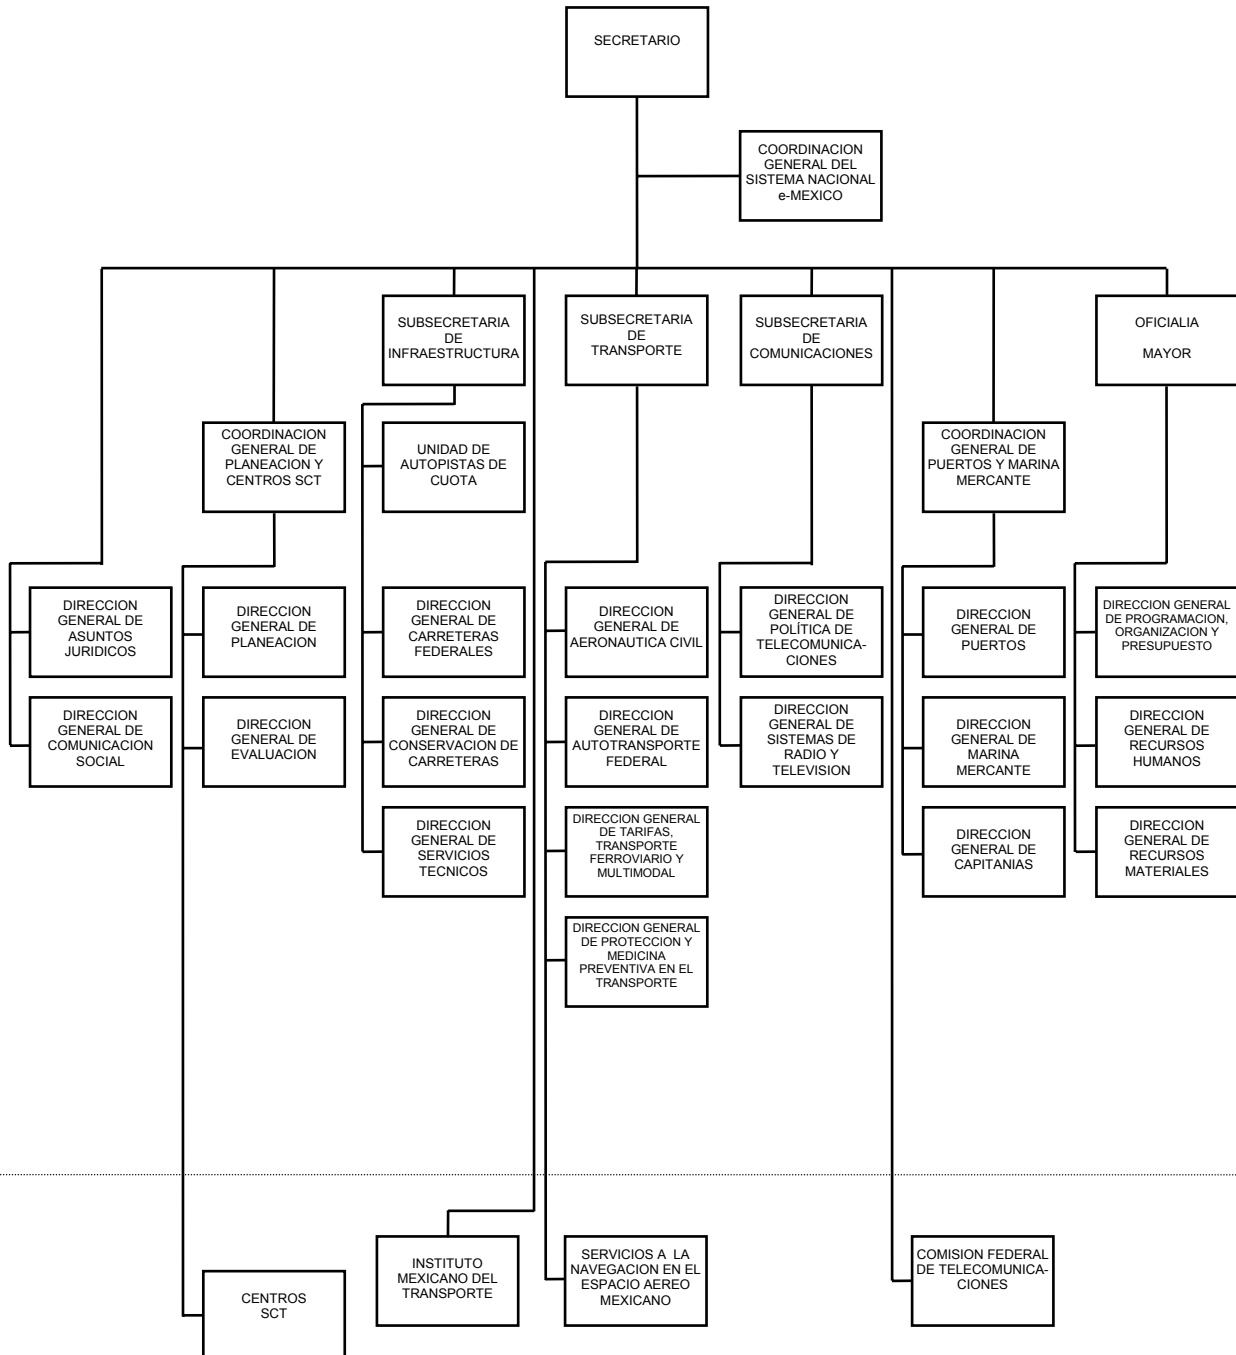 SECRETARIO
COORDINACION
GENERAL DEL
SISTEMA NACIONAL
e-MEXICO
SUBSECRETARIA
DE
INFRAESTRUCTURA
SUBSECRETARIA
DE
TRANSPORTE
SUBSECRETARIA
DE
COMUNICACIONES
OFICIALIA
MAYOR
COORDINACION
GENERAL DE
PLANEACION Y
CENTROS SCT
UNIDAD DE
AUTOPISTAS DE
CUOTA
COORDINACION
GENERAL DE
PUERTOS Y MARINA
MERCANTE
DIRECCION
GENERAL DE
ASUNTOS
JURIDICOS
DIRECCION
GENERAL DE
PLANEACION
DIRECCION
GENERAL DE
CARRETERAS
FEDERALES
DIRECCION
GENERAL DE
AERONAUTICA CIVIL
DIRECCION
GENERAL DE
POLÍTICA DE
TELECOMUNICA-
CIONES
DIRECCION
GENERAL DE
PUERTOS
DIRECCION GENERAL
DE PROGRAMACION,
ORGANIZACION Y
PRESUPUESTO
DIRECCION
GENERAL DE
COMUNICACION
SOCIAL
DIRECCION
GENERAL DE
EVALUACION
DIRECCION
GENERAL DE
CONSERVACION DE
CARRETERAS
DIRECCION
GENERAL DE
AUTOTRANSPORTE
FEDERAL
DIRECCION
GENERAL DE
SISTEMAS DE
RADIO Y
TELEVISION
DIRECCION
GENERAL DE
MARINA
MERCANTE
DIRECCION
GENERAL DE
RECURSOS
HUMANOS
DIRECCION
GENERAL DE
SERVICIOS
TECNICOS
DIRECCION GENERAL
DE TARIFAS,
TRANSPORTE
FERROVIARIO Y
MULTIMODAL
DIRECCION
GENERAL DE
CAPITANIAS
DIRECCION
GENERAL DE
RECURSOS
MATERIALES
DIRECCION GENERAL
DE PROTECCION Y
MEDICINA
PREVENTIVA EN EL
TRANSPORTE
CENTROS
SCT
INSTITUTO
MEXICANO DEL
TRANSPORTE
SERVICIOS A LA
NAVEGACION EN EL
ESPACIO AEREO
MEXICANO
COMISION FEDERAL
DE TELECOMUNICA-
CIONES